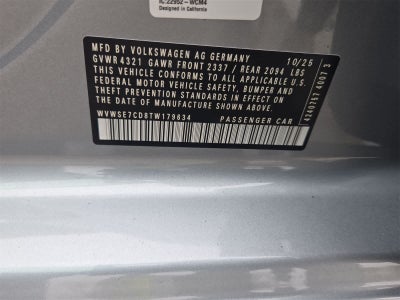 IC:22952-WCM4
Designed in California
MFD. BY VOLKSWAGEN AG GERMANY 10/25
GVWR 4321 GAWR FRONT 2337 / REAR 2094 LBS
THIS VEHICLE CONFORMS TO ALL APPLICABLE U.S.
FEDERAL MOTOR VEHICLE SAFETY, BUMPER AND
THEFT PREVENTION STANDARDS IN EFFECT ON THE
DATE OF MANUFACTURE SHOWN ABOVE.
WVWSE7CD8TW179634 PASSENGER CAR